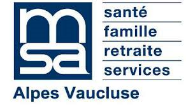 msa
santé
famille
retraite
services
Alpes Vaucluse